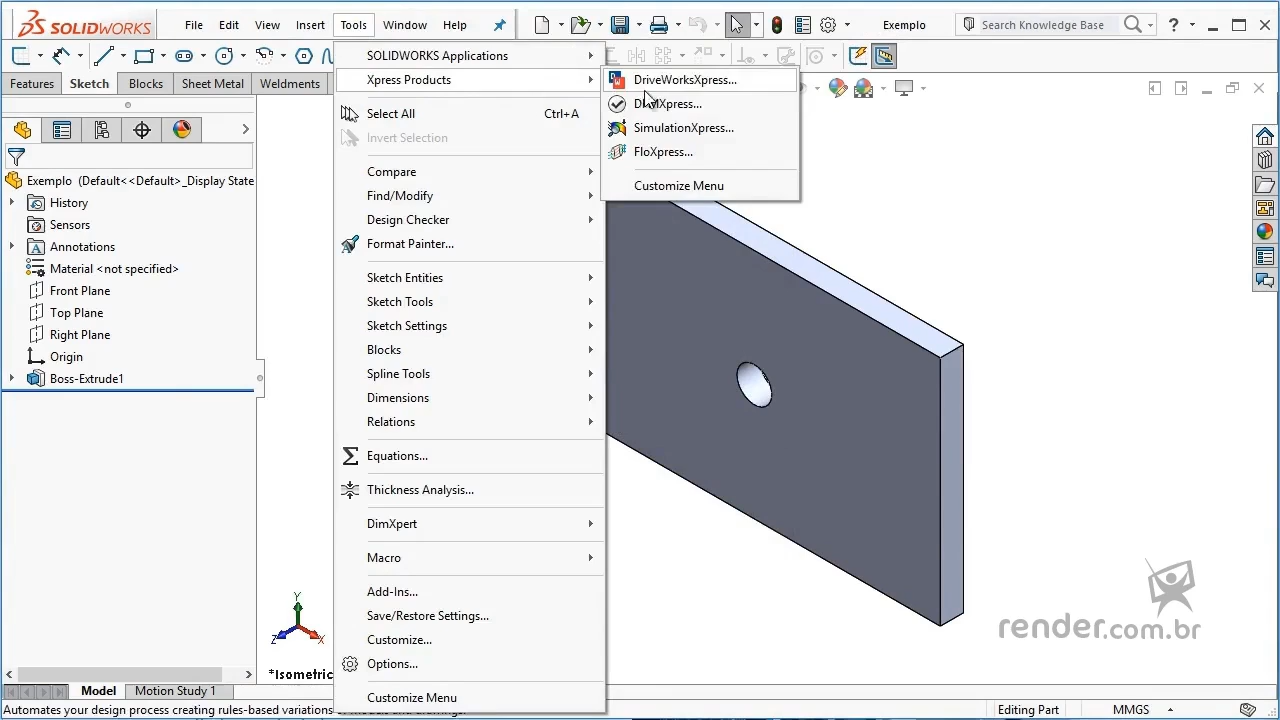 SOLIDWORKS File Edit View Insert Tools Window Help Exemplo Search Knowledge Base ?
Features Sketch Blocks Quilted Weldments
SOLIDWORKS Applications
Xpress Products
Select All Ctrl+A
Invert Selection
Compare
Find/Modify
Design Checker
Format Painter...
Sketch Entities
Sketch Tools
Sketch Settings
Blocks
Spline Tools
Dimensions
Relations
Equations...
Thickness Analysis...
DimXpert
Macro
Add-Ins...
Save/Restore Settings...
Customize...
Options...
Customize Menu
DriveWorksXpress...
SimulationXpress...
FloXpress...
Customize Menu
Exemplo (Default<<Default>_Display State
History
Sensors
Annotations
Material <not specified>
Front Plane
Top Plane
Right Plane
Origin
Boss-Extrude1
Y
Z X
*Isometric
render.com.br
Model Motion Study 1
Automates your design process creating rules-based variations
Editing Part MMGS